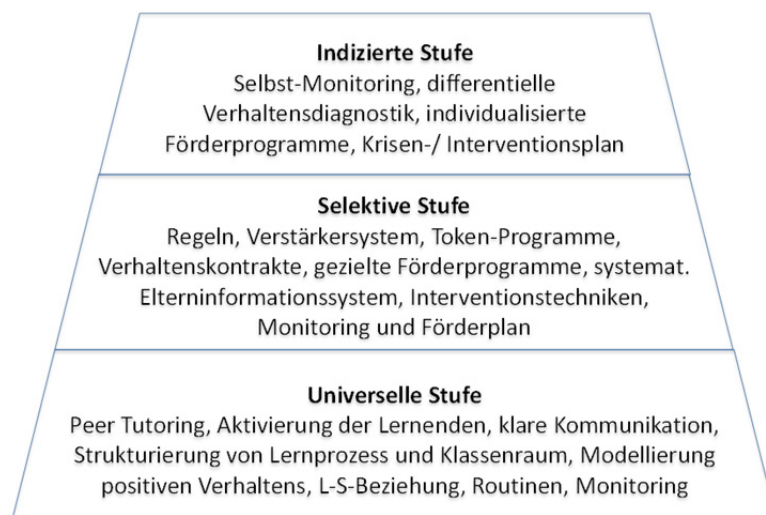 Indizierte Stufe
Selbst-Monitoring, differentielle
Verhaltensdiagnostik, individualisierte
Förderprogramme, Krisen-/ Interventionsplan
Selektive Stufe
Regeln, Verstärkersystem, Token-Programme,
Verhaltenskontrakte, gezielte Förderprogramme, systemat.
Elterninformationssystem, Interventionstechniken,
Monitoring und Förderplan
Universelle Stufe
Peer Tutoring, Aktivierung der Lernenden, klare Kommunikation,
Strukturierung von Lernprozess und Klassenraum, Modellierung
positiven Verhaltens, L-S-Beziehung, Routinen, Monitoring